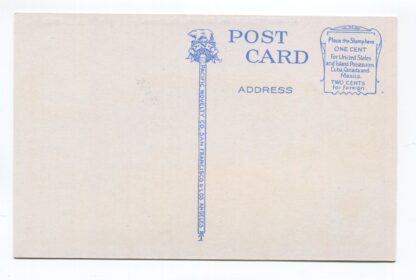 POST
CARD
ADDRESS
PACIFIC NOVELTY CO. SAN FRANCISCO & LOS ANGELES.
Place the Stamp here
ONE CENT
For United States
and Island Possessions
Cuba, Canada and
Mexico.
TWO CENTS
for Foreign.